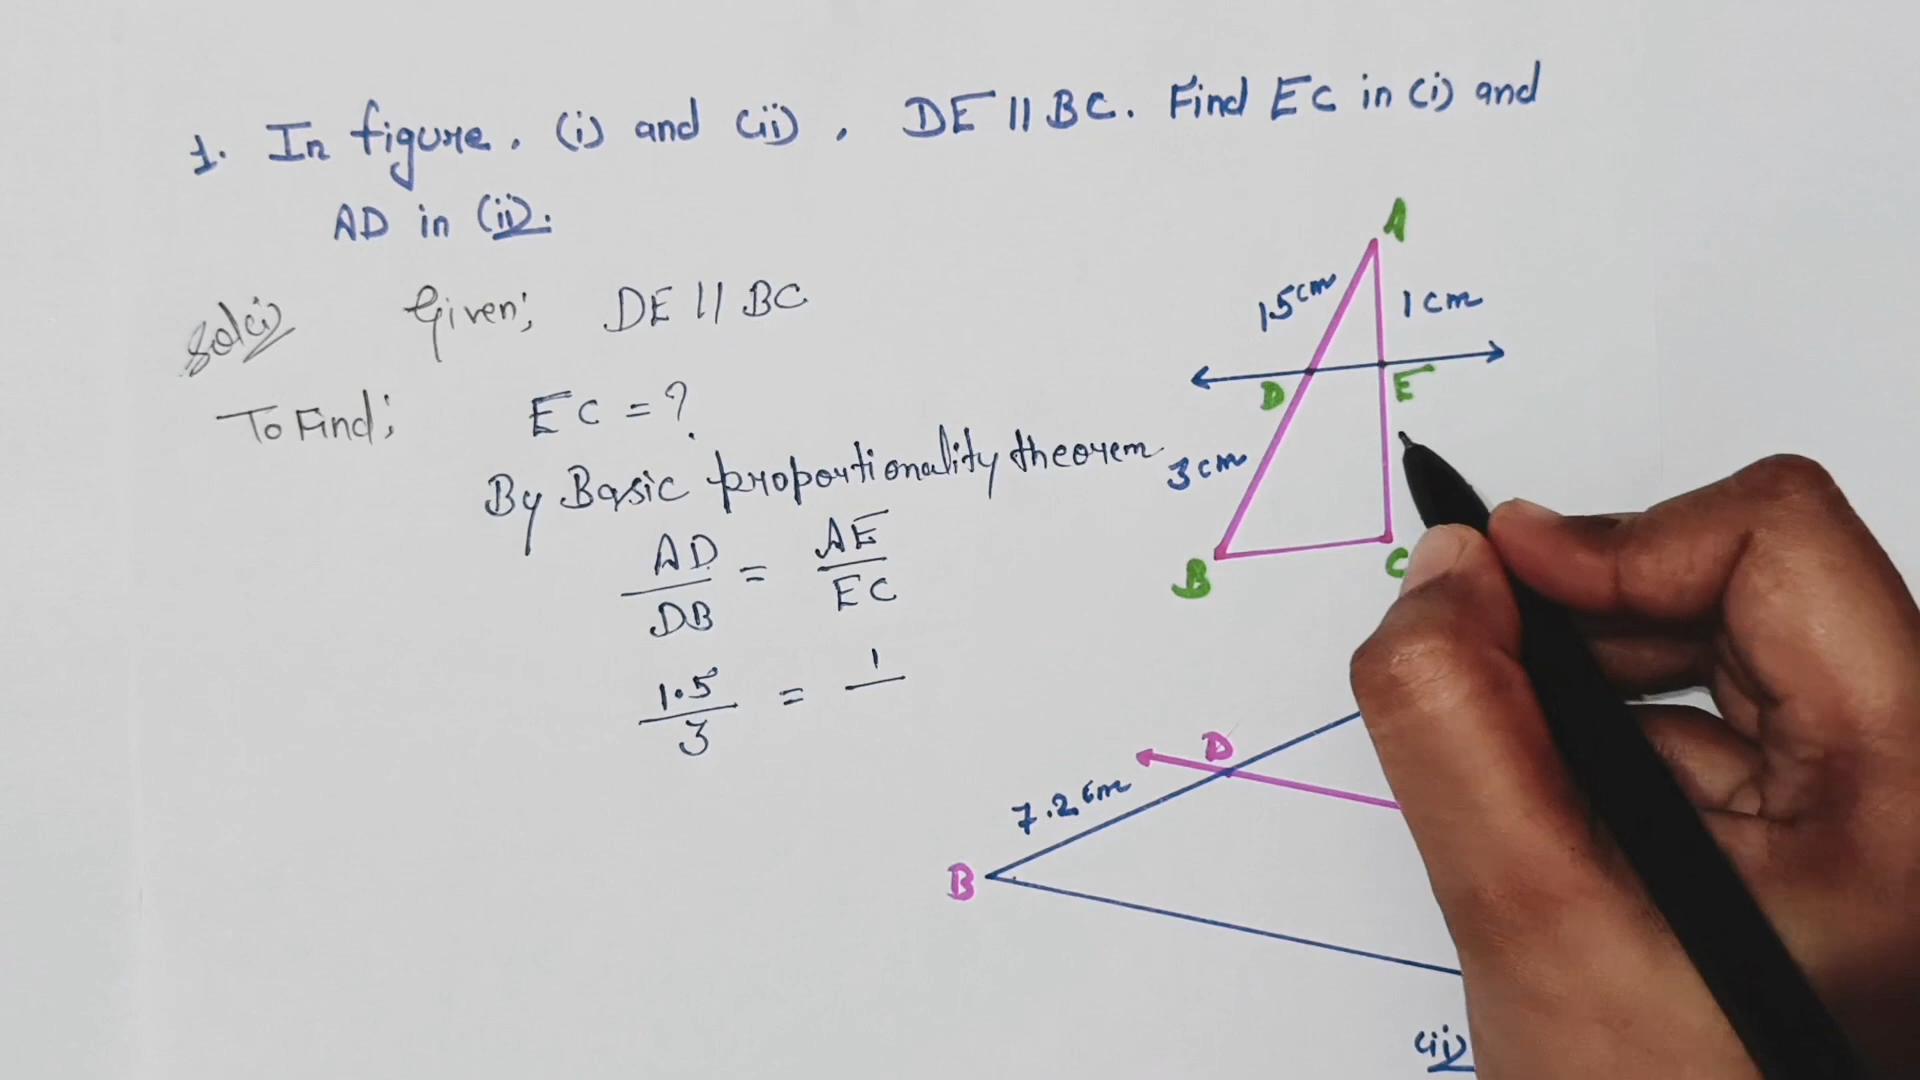 1. In figure. (i) and (ii), DE || BC. Find EC in (i) and
AD in (ii).
Sol(i) Given; DE || BC
To Find; EC = ?
By Basic proportionality theorem
AD/DB = AE/EC
1.5/3 = 1
A
1.5cm
1cm
D
E
3cm
B
C
D
7.2cm
B
(ii)